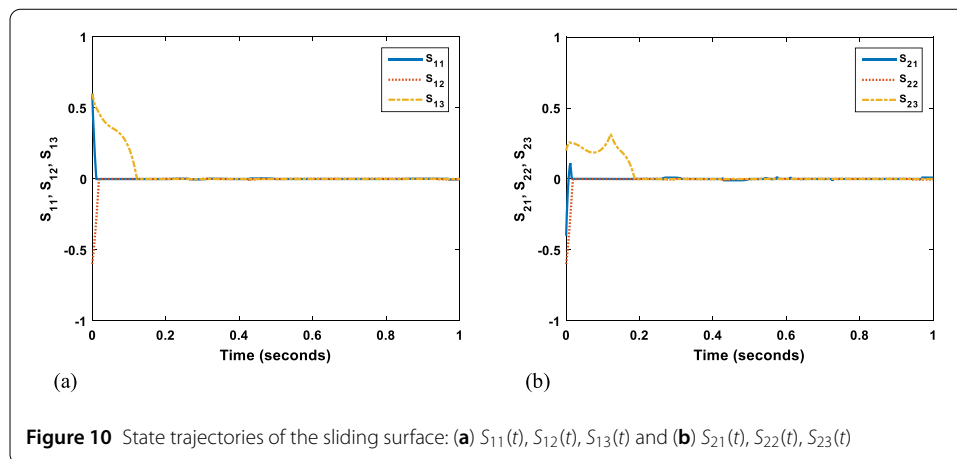 1
0.5
0
-0.5
-1
S11, S12, S13
S11
S12
S13
0
0.2
0.4
0.6
0.8
1
Time (seconds)
(a)
1
0.5
0
-0.5
-1
S21, S22, S23
S21
S22
S23
0
0.2
0.4
0.6
0.8
1
Time (seconds)
(b)
Figure 10 State trajectories of the sliding surface: (a) S11(t), S12(t), S13(t) and (b) S21(t), S22(t), S23(t)